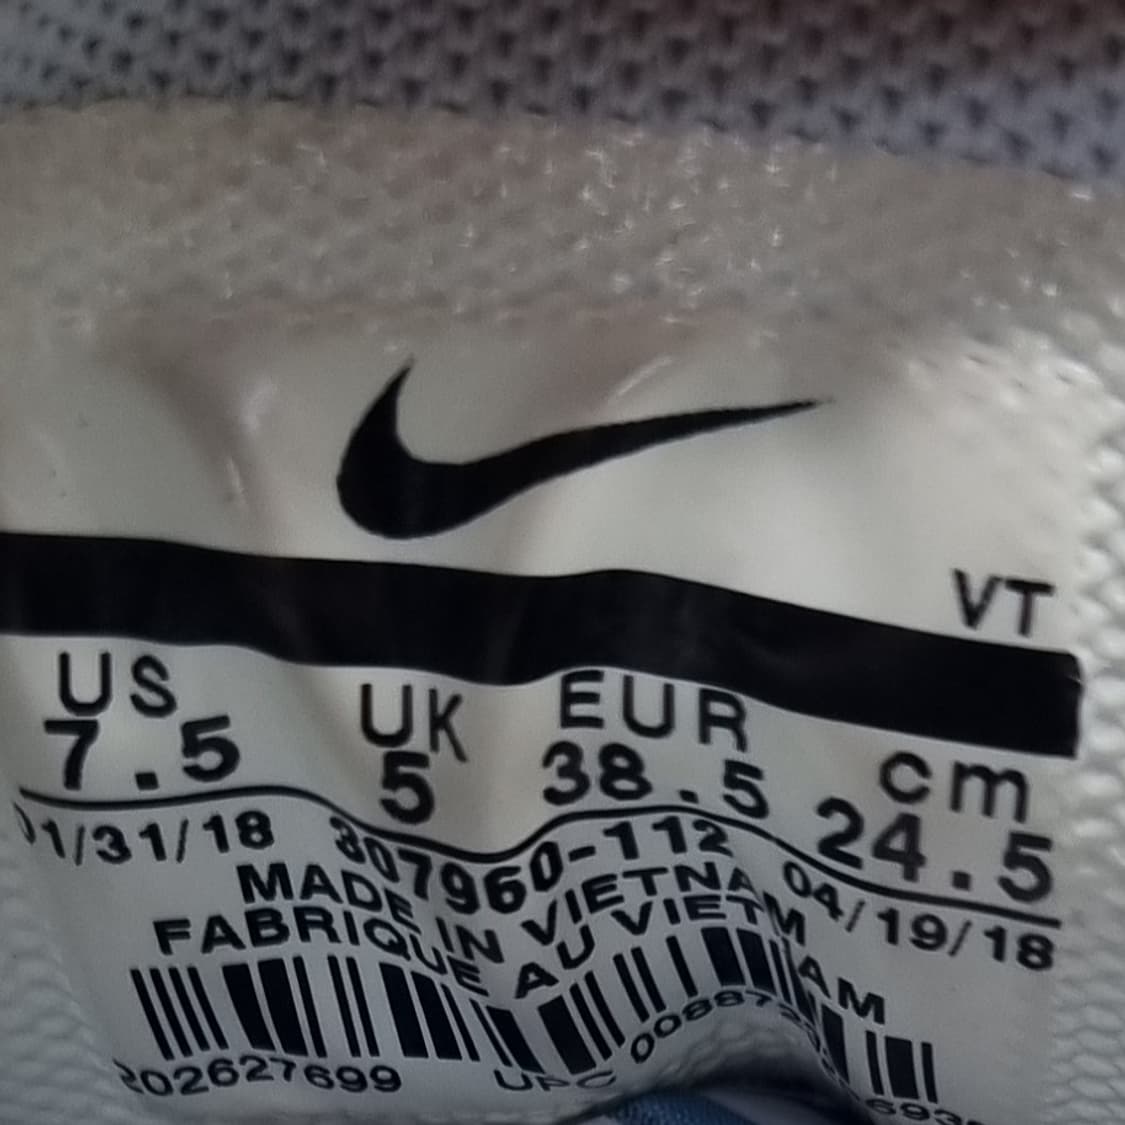 VT
US UK EUR cm
7.5 5 38.5 24.5
01/31/18 307960-112 04/19/18
MADE IN VIETNAM
FABRIQUE AU VIETNAM
202627699 UPC